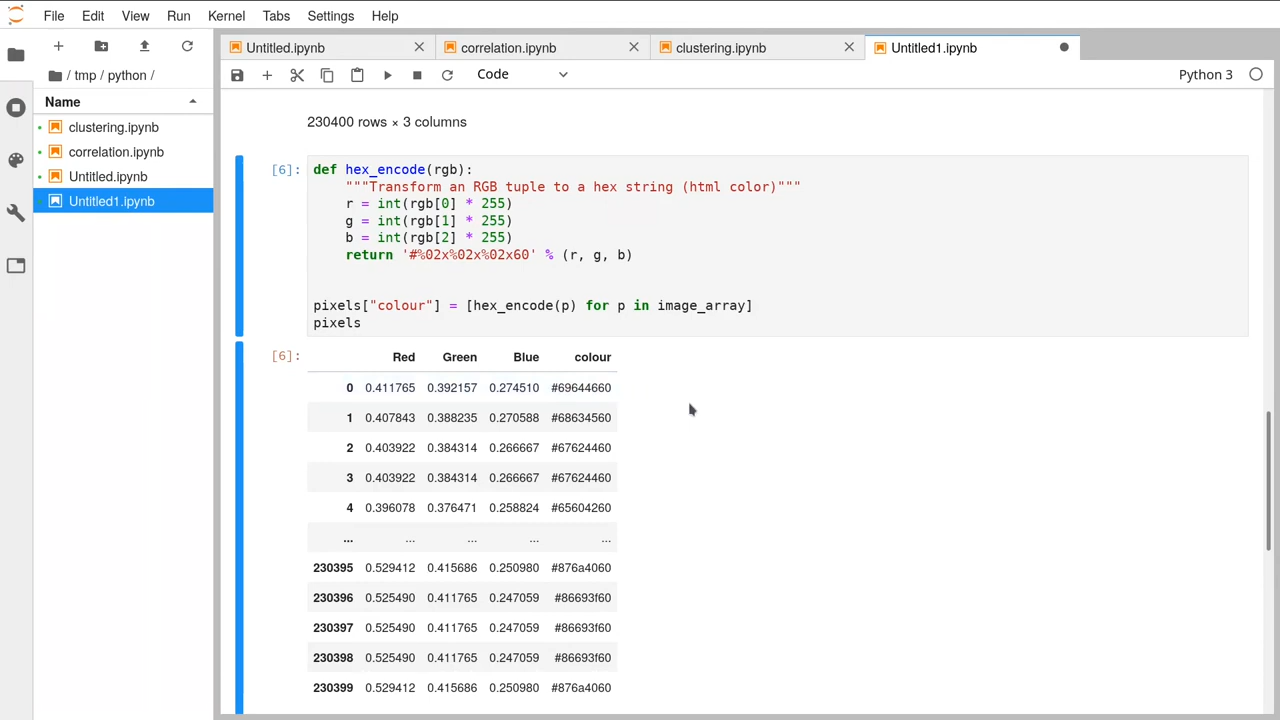 File Edit View Run Kernel Tabs Settings Help
Untitled.ipynb correlation.ipynb clustering.ipynb Untitled1.ipynb
/ tmp / python /
Code
Python 3
Name
clustering.ipynb
correlation.ipynb
Untitled.ipynb
Untitled1.ipynb
230400 rows × 3 columns
[6]: def hex_encode(rgb):
"""Transform an RGB tuple to a hex string (html color)"""
r = int(rgb[0] * 255)
g = int(rgb[1] * 255)
b = int(rgb[2] * 255)
return '#%02x%02x%02x60' % (r, g, b)
pixels["colour"] = [hex_encode(p) for p in image_array]
pixels
[6]: Red Green Blue colour
0 0.411765 0.392157 0.274510 #69644660
1 0.407843 0.388235 0.270588 #68634560
2 0.403922 0.384314 0.266667 #67624460
3 0.403922 0.384314 0.266667 #67624460
4 0.396078 0.376471 0.258824 #65604260
... ... ... ... ...
230395 0.529412 0.415686 0.250980 #876a4060
230396 0.525490 0.411765 0.247059 #86693f60
230397 0.525490 0.411765 0.247059 #86693f60
230398 0.525490 0.411765 0.247059 #86693f60
230399 0.529412 0.415686 0.250980 #876a4060